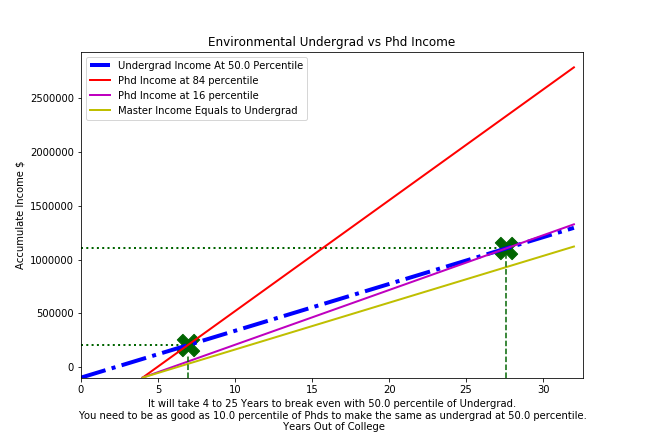 Environmental Undergrad vs Phd Income
Undergrad Income At 50.0 Percentile
Phd Income at 84 percentile
Phd Income at 16 percentile
Master Income Equals to Undergrad
Accumulate Income $
2500000
2000000
1500000
1000000
500000
0
0 5 10 15 20 25 30
It will take 4 to 25 Years to break even with 50.0 percentile of Undergrad.
You need to be as good as 10.0 percentile of Phds to make the same as undergrad at 50.0 percentile.
Years Out of College